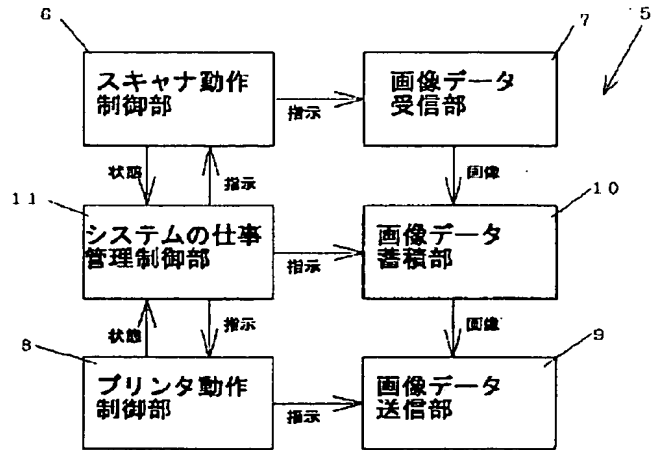 6
7
5
スキャナ動作
制御部
指示
画像データ
受信部
状態
指示
画像
11
10
システムの仕事
管理制御部
指示
画像データ
蓄積部
状態
指示
画像
8
9
プリンタ動作
制御部
指示
画像データ
送信部